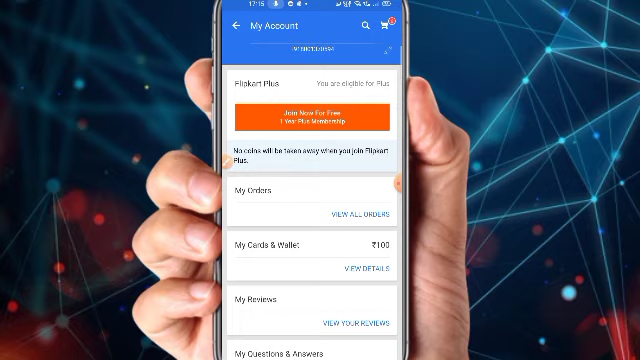 17:15
My Account
Flipkart Plus
You are eligible for Plus
Join Now For Free
1 Year Plus Membership
No coins will be taken away when you join Flipkart
Plus.
My Orders
VIEW ALL ORDERS
My Cards & Wallet
₹100
VIEW DETAILS
My Reviews
VIEW YOUR REVIEWS
My Questions & Answers